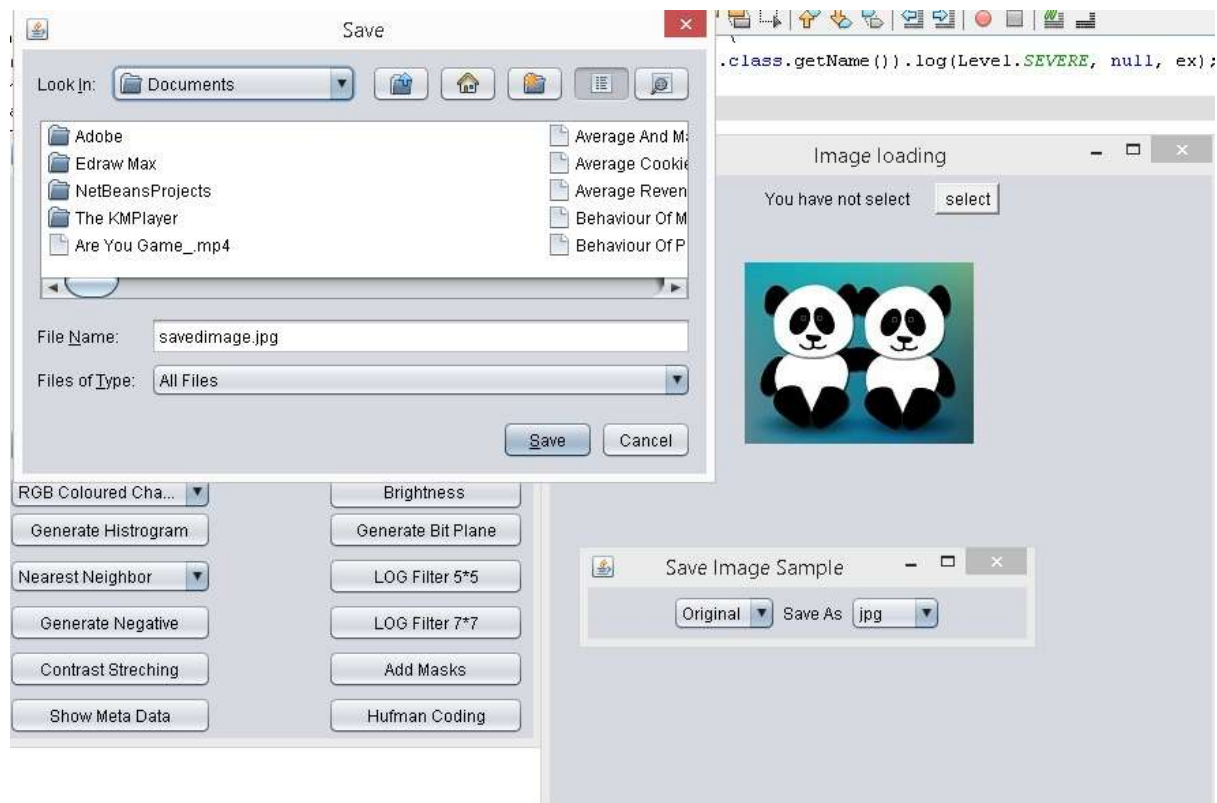 Save
Look In:
Documents
Adobe
Edraw Max
NetBeansProjects
The KMPlayer
Are You Game_.mp4
Average And
Average
Average
Behaviour Of
Behaviour Of
File Name:
savedimage.jpg
Files of Type:
All Files
Save
Cancel
.class.getName()).log(Level.SEVERE, null, ex);
Image loading
You have not select
select
RGB Coloured Cha...
Brightness
Generate Histrogram
Generate Bit Plane
Nearest Neighbor
LOG Filter 5*5
Generate Negative
LOG Filter 7*7
Contrast Streching
Add Masks
Show Meta Data
Hufman Coding
Save Image Sample
Original
Save As
jpg